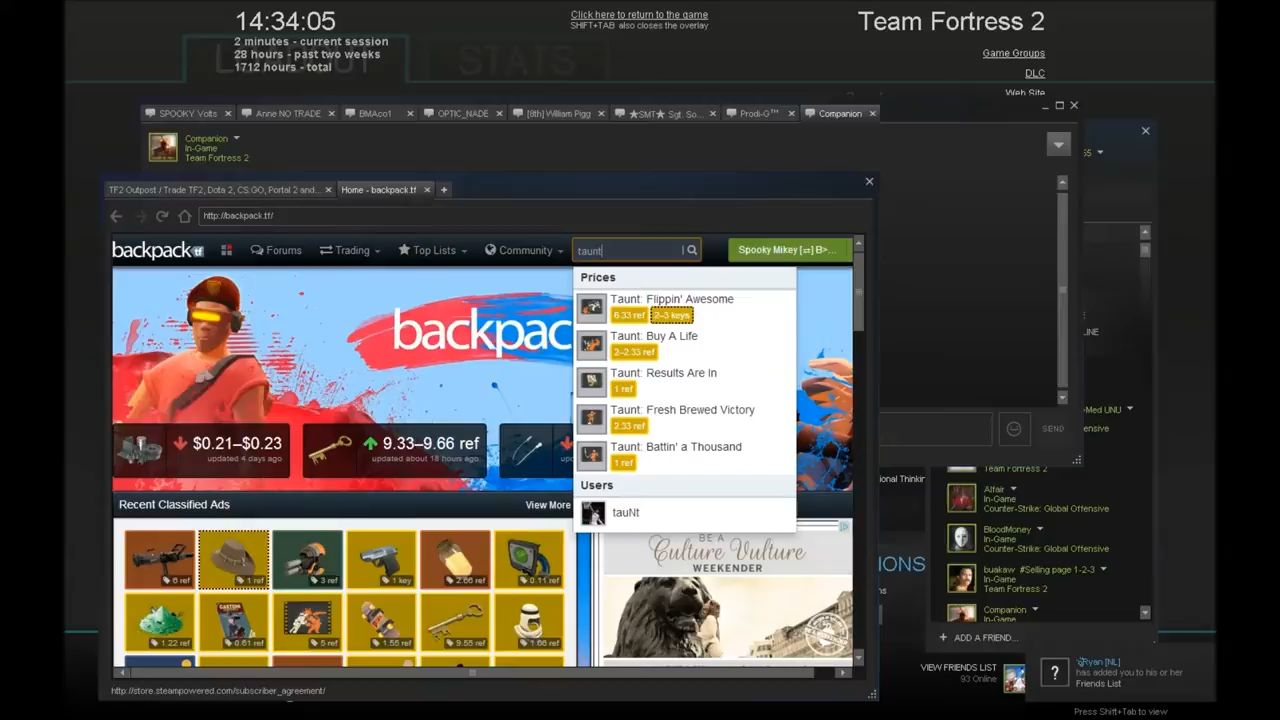 14:34:05
2 minutes - current session
28 hours - past two weeks
1712 hours - total
Click here to return to the game
SHIFT+TAB also closes the overlay
Team Fortress 2
Game Groups
DLC
Web Site
STATS
SPOOKY Volts
Anne NO TRADE
BMAco1
OPTIC_NADE
[6th] William Pigg
★SMT★ Sgt. So...
Prodi-G™
Companion
Companion
In-Game
Team Fortress 2
TF2 Outpost / Trade TF2, Dota 2, CS:GO, Portal 2 and...
Home - backpack.tf
http://backpack.tf/
backpack.tf
Forums
Trading
Top Lists
Community
taunt
Spooky Mikey [⇄] B>...
Prices
Taunt: Flippin' Awesome
6.33 ref
2–3 keys
Taunt: Buy A Life
2–2.33 ref
Taunt: Results Are In
1 ref
Taunt: Fresh Brewed Victory
2.33 ref
Taunt: Battin' a Thousand
1 ref
Users
tauNt
backpac
$0.21–$0.23
updated 4 days ago
9.33–9.66 ref
updated about 18 hours ago
Recent Classified Ads
View More
6 ref
1 ref
3 ref
1 key
2.66 ref
0.11 ref
1.22 ref
0.61 ref
5 ref
1.55 ref
9.55 ref
1.66 ref
BE A
Culture Vulture
WEEKENDER
SEND
Med UNU
Team Fortress 2
Alfair
In-Game
Counter-Strike: Global Offensive
BloodMoney
In-Game
Counter-Strike: Global Offensive
buakaw #Selling page 1-2-3
In-Game
Team Fortress 2
Companion
In-Game
ADD A FRIEND...
VIEW FRIENDS LIST
93 Online
Ryan [NL]
has added you to his or her
Friends List
Press Shift+Tab to view
http://store.steampowered.com/subscriber_agreement/